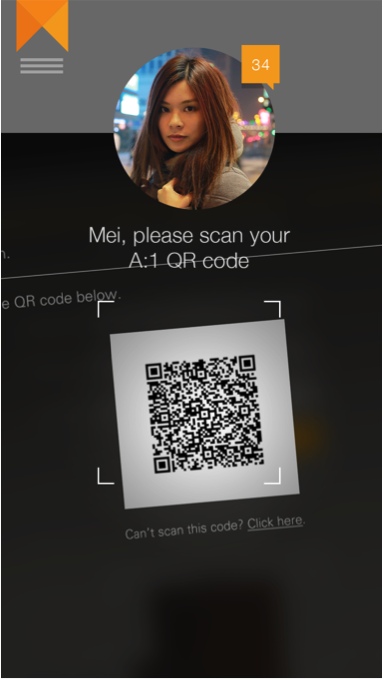 34
Mei, please scan your
A:1 QR code
n.
e QR code below.
Can't scan this code? Click here.